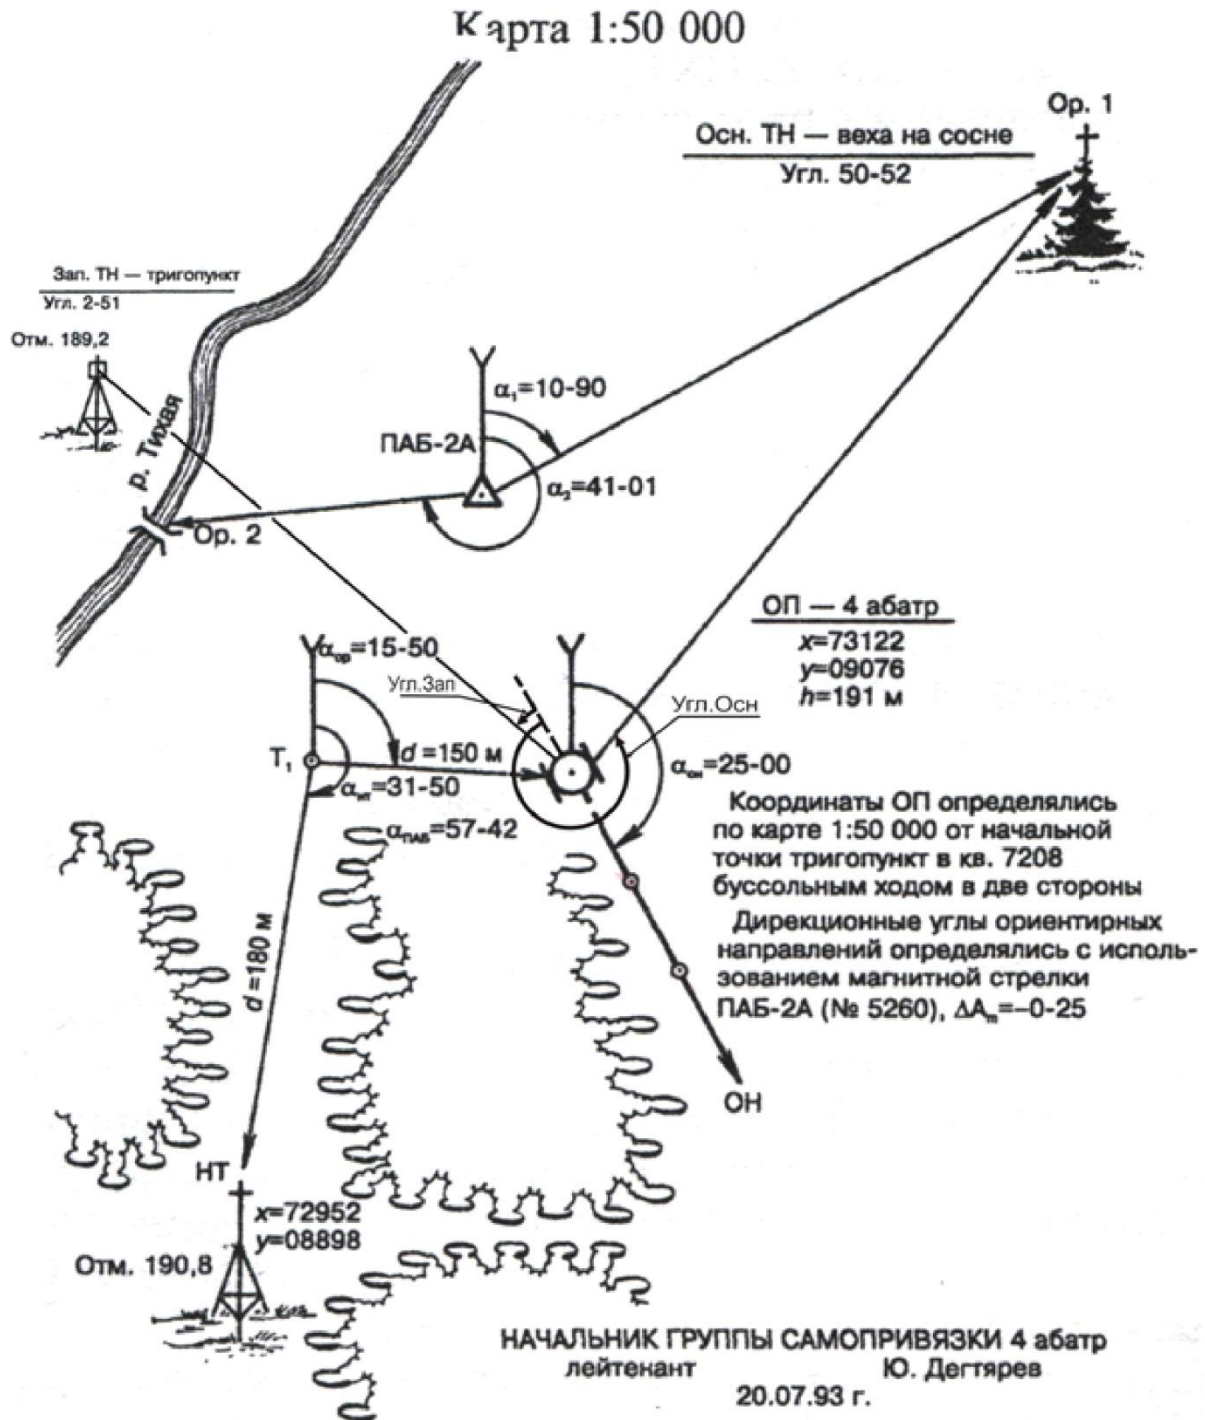 Карта 1:50 000
Ор. 1
Осн. ТН — веха на сосне
Угл. 50-52
Зап. ТН — тригопункт
Угл. 2-51
Отм. 189,2
р. Тихая
α₁=10-90
ПАБ-2А
α₂=41-01
Ор. 2
ОП — 4 абатр
x=73122
y=09076
h=191 м
αор=15-50
Угл.Зап
Угл.Осн
Т₁
d=150 м
αон=25-00
αнт=31-50
αПАБ=57-42
Координаты ОП определялись
по карте 1:50 000 от начальной
точки тригопункт в кв. 7208
буссольным ходом в две стороны
Дирекционные углы ориентирных
направлений определялись с исполь-
зованием магнитной стрелки
ПАБ-2А (№ 5260), ΔAm=–0-25
d=180 м
ОН
НТ
x=72952
y=08898
Отм. 190,8
НАЧАЛЬНИК ГРУППЫ САМОПРИВЯЗКИ 4 абатр
лейтенант Ю. Дегтярев
20.07.93 г.